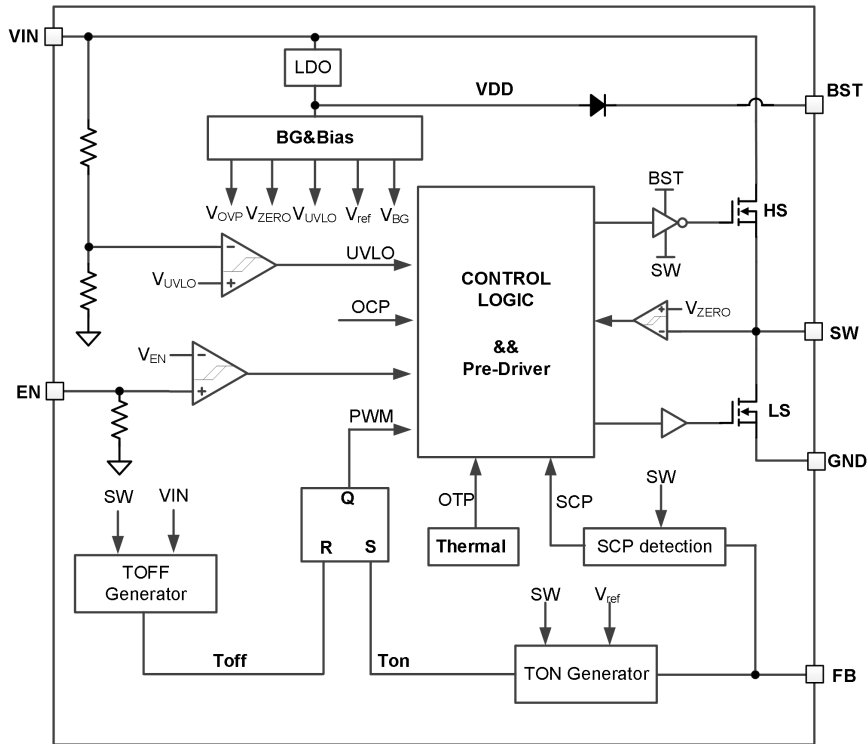 VIN
LDO
VDD
BST
BG&Bias
VOVP
VZERO
VUVLO
Vref
VBG
BST
HS
SW
UVLO
VUVLO
CONTROL
LOGIC
&&
Pre-Driver
OCP
VZERO
SW
VEN
EN
LS
PWM
GND
SW
VIN
Q
R
S
OTP
SCP
SW
Thermal
SCP detection
TOFF
Generator
SW
Vref
Toff
Ton
TON Generator
FB